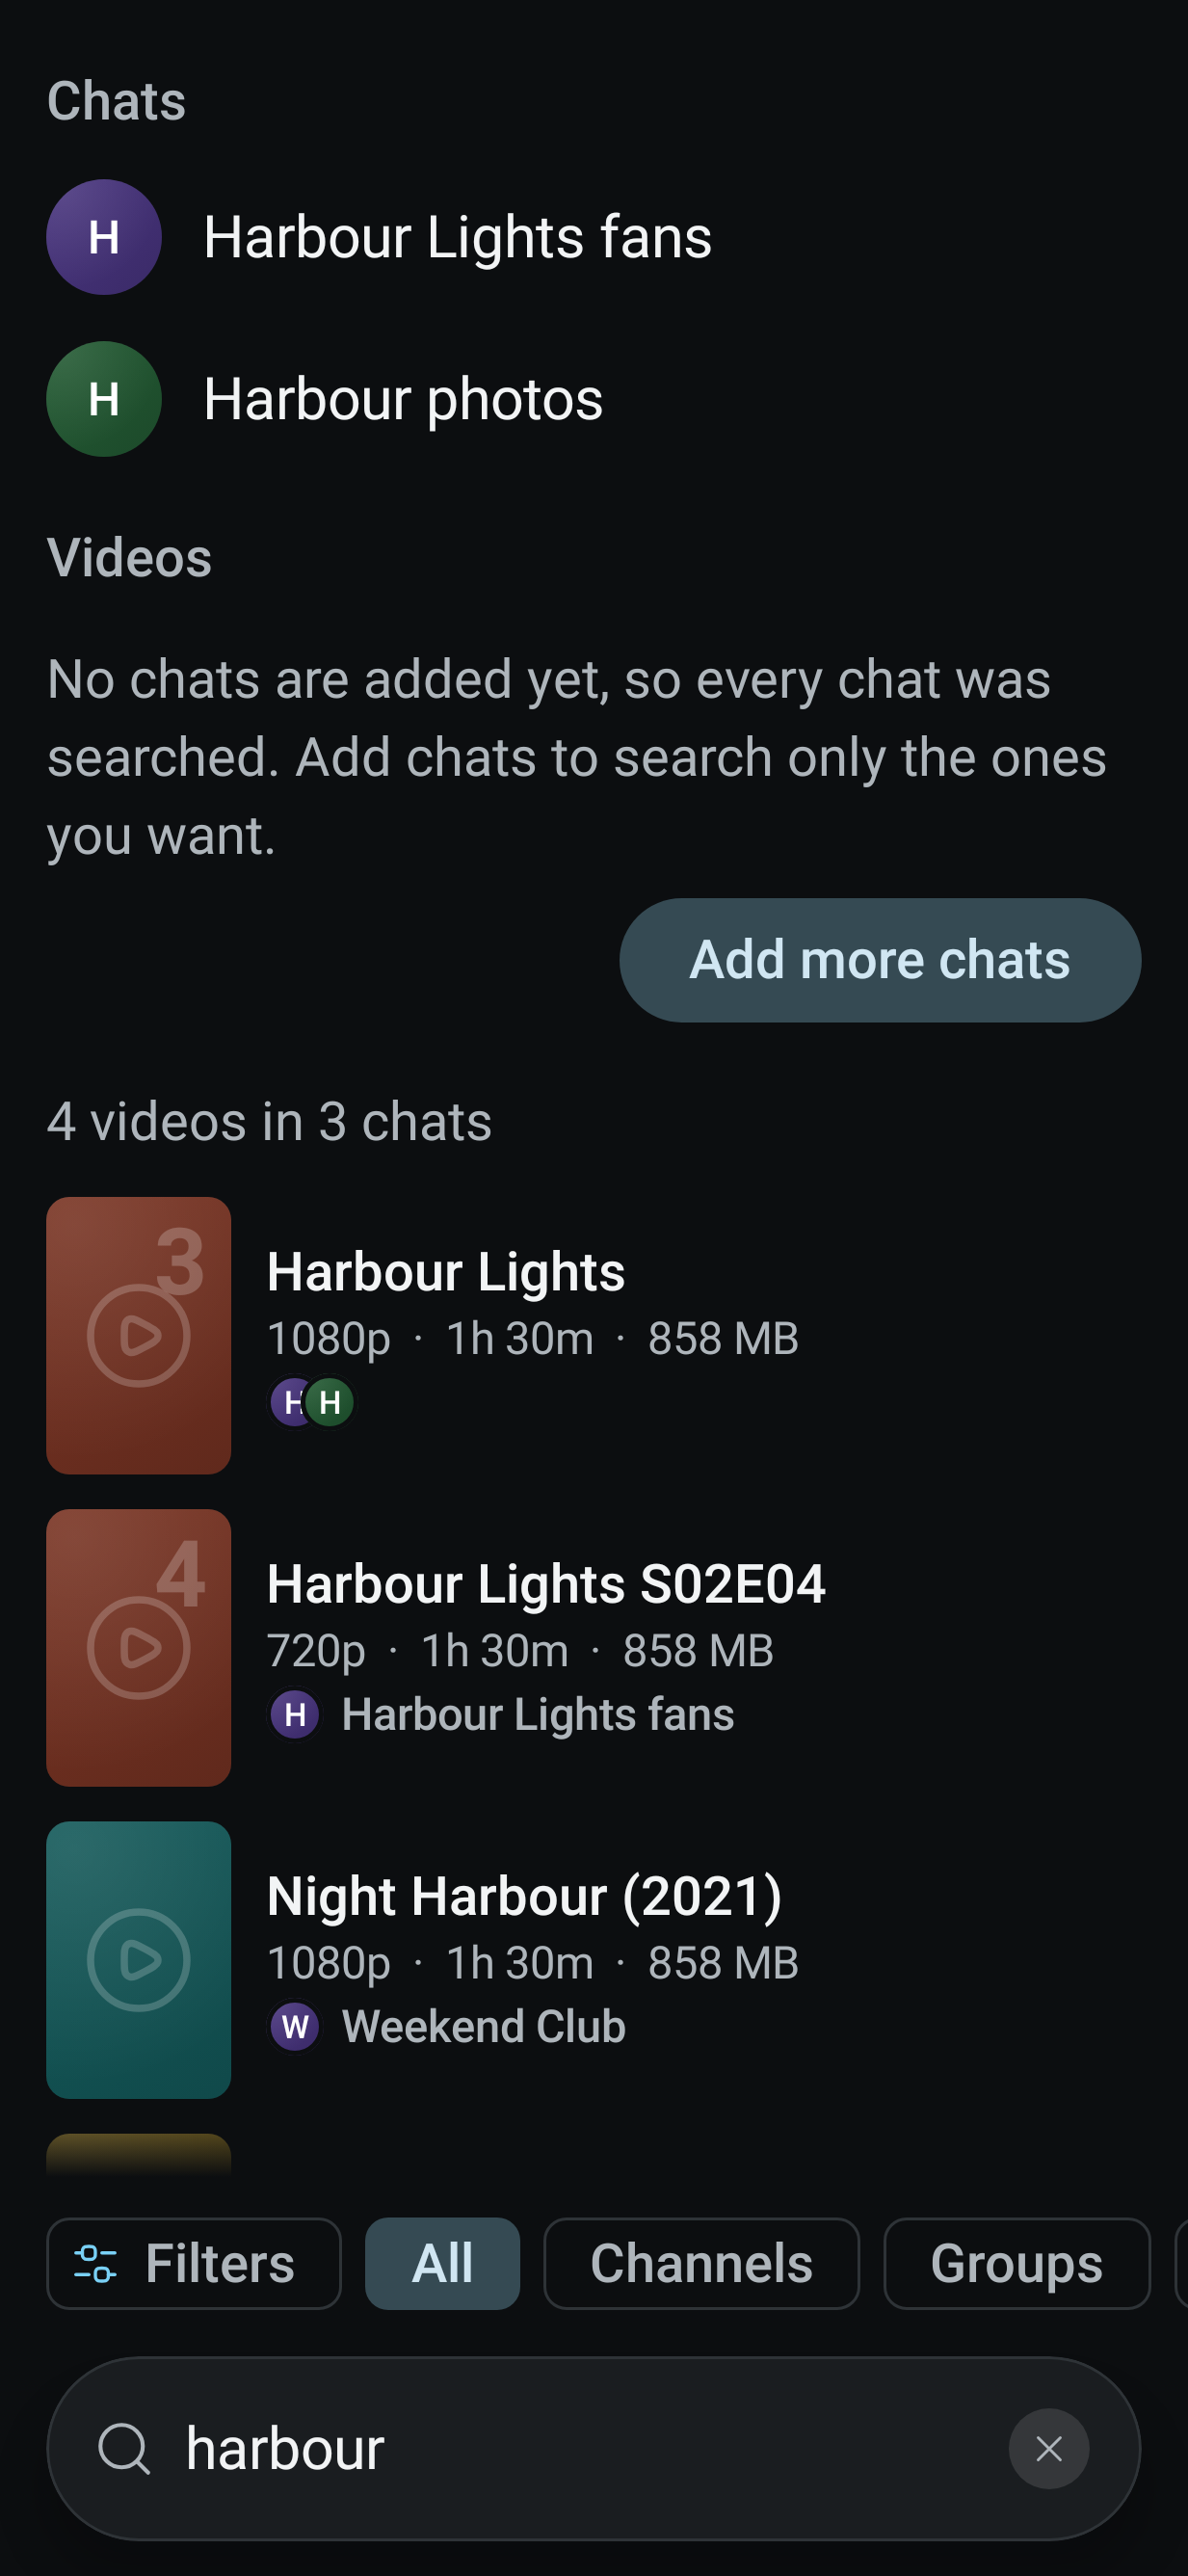 Chats
H
Harbour Lights fans
H
Harbour photos
Videos
No chats are added yet, so every chat was
searched. Add chats to search only the ones
you want.
Add more chats
4 videos in 3 chats
3
Harbour Lights
1080p · 1h 30m · 858 MB
H H
4
Harbour Lights S02E04
720p · 1h 30m · 858 MB
H Harbour Lights fans
Night Harbour (2021)
1080p · 1h 30m · 858 MB
W Weekend Club
Filters All Channels Groups
harbour